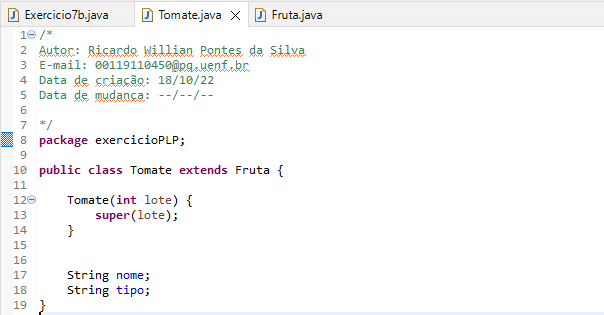 Exercicio7b.java Tomate.java Fruta.java
1 /*
2 Autor: Ricardo Willian Pontes da Silva
3 E-mail: 00119110450@pq.uenf.br
4 Data de criação: 18/10/22
5 Data de mudanca: --/--/--
6
7 */
8 package exercicioPLP;
9
10 public class Tomate extends Fruta {
11
12 Tomate(int lote) {
13 super(lote);
14 }
15
16
17 String nome;
18 String tipo;
19 }